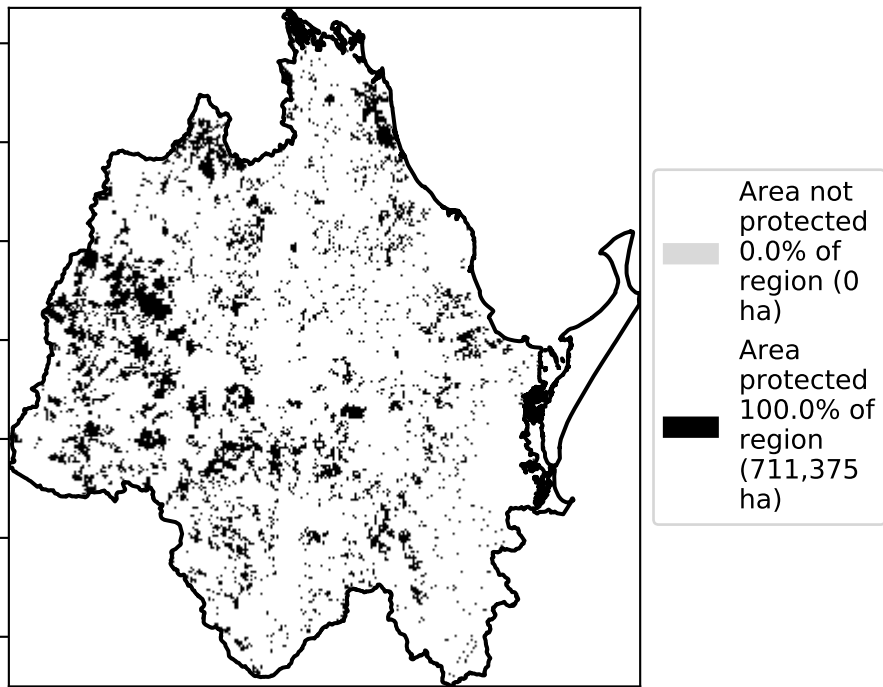 Area not
protected
0.0% of
region (0
ha)
Area
protected
100.0% of
region
(711,375
ha)